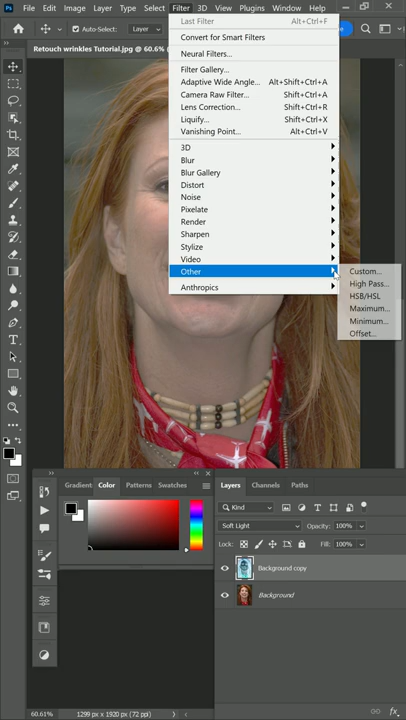 Ps File Edit Image Layer Type Select Filter 3D View Plugins Window Help
Auto-Select: Layer
Retouch wrinkles Tutorial.jpg @ 60.6%
Last Filter Alt+Ctrl+F
Convert for Smart Filters
Neural Filters...
Filter Gallery...
Adaptive Wide Angle... Alt+Shift+Ctrl+A
Camera Raw Filter... Shift+Ctrl+A
Lens Correction... Shift+Ctrl+R
Liquify... Shift+Ctrl+X
Vanishing Point... Alt+Ctrl+V
3D
Blur
Blur Gallery
Distort
Noise
Pixelate
Render
Sharpen
Stylize
Video
Other
Anthropics
Custom...
High Pass...
HSB/HSL
Maximum...
Minimum...
Offset...
Gradient Color Patterns Swatches
Layers Channels Paths
Kind
Soft Light Opacity: 100%
Lock: Fill: 100%
Background copy
Background
60.61% 1299 px x 1920 px (72 ppi)
fx